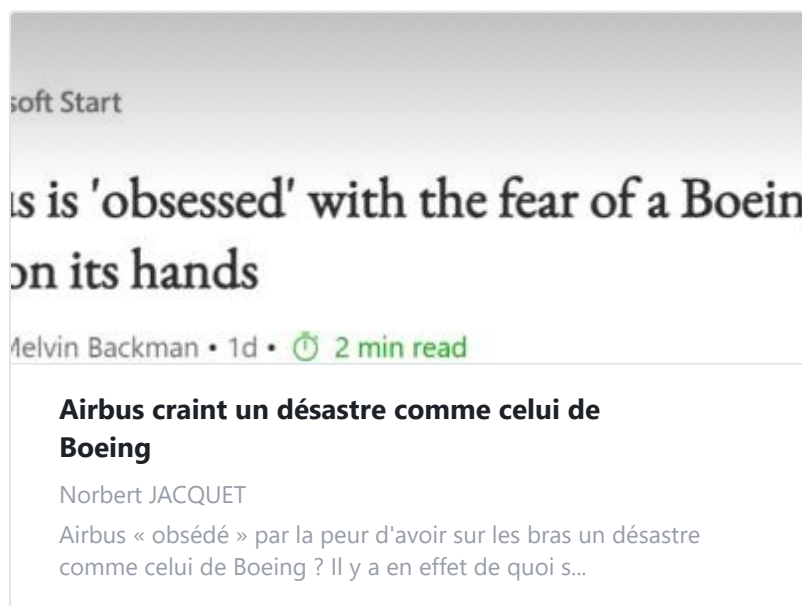 soft Start
is 'obsessed' with the fear of a
on its hands
Melvin Backman • 1d • 2 min read
Airbus craint un désastre comme celui de
Boeing
Norbert JACQUET
Airbus « obsédé » par la peur d'avoir sur les bras un désastre
comme celui de Boeing ? Il y a en effet de quoi s...